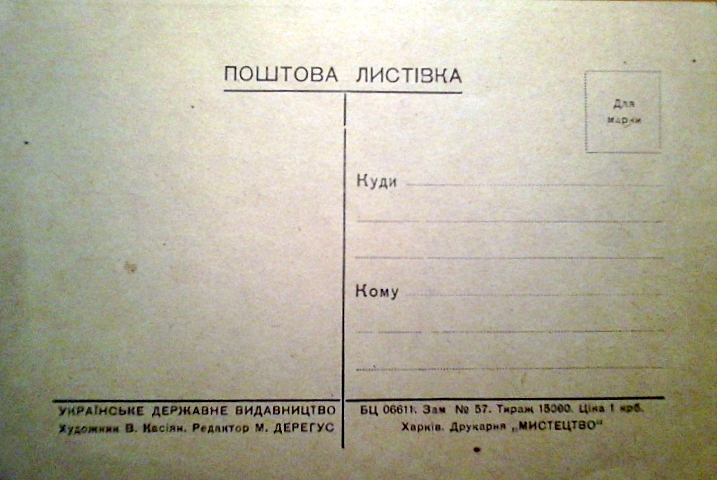 ПОШТОВА ЛИСТІВКА
Для
марки
Куди
Кому
УКРАЇНСЬКЕ ДЕРЖАВНЕ ВИДАВНИЦТВО
Художник В. Касіян. Редактор М. ДЕРЕГУС
БЦ 06611. Зам № 57. Тираж 15000. Ціна 1 крб.
Харків. Друкарня „МИСТЕЦТВО"